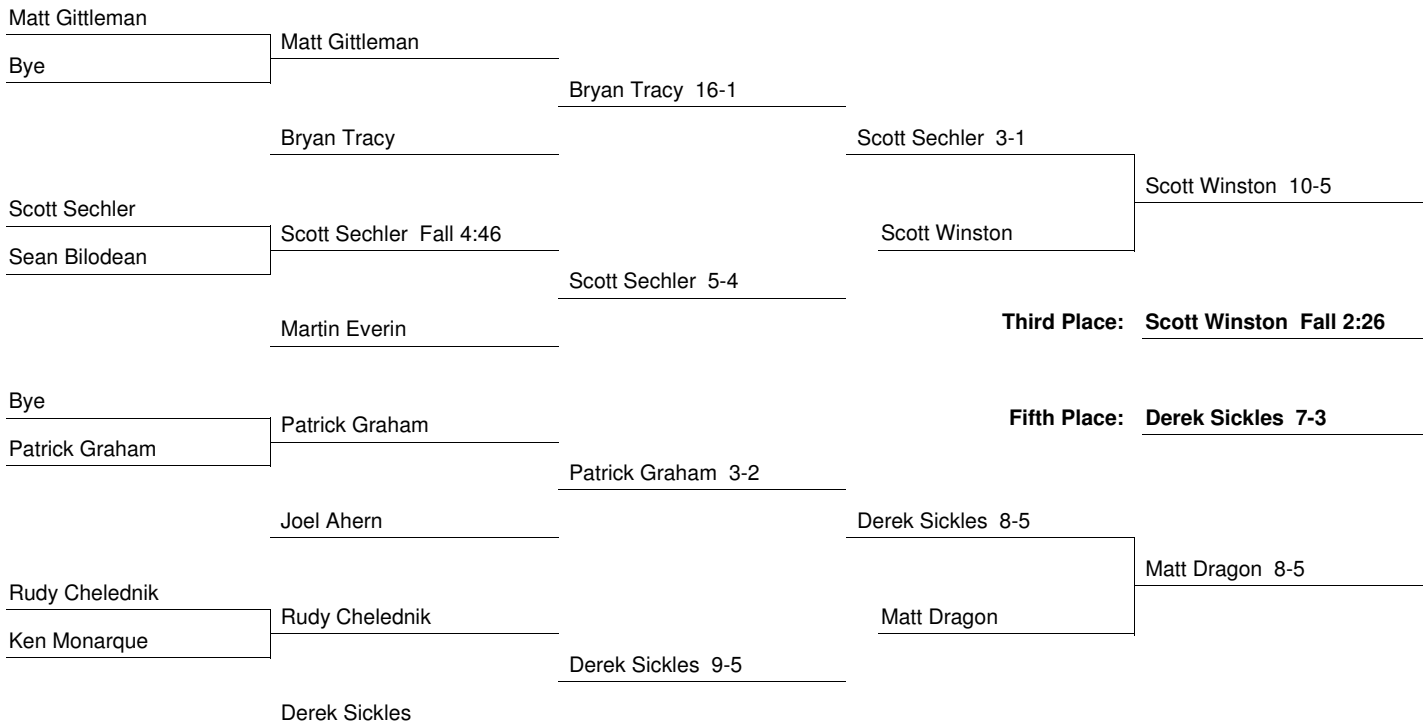 Matt Gittleman
Matt Gittleman
Bye
Bryan Tracy 16-1
Bryan Tracy
Scott Sechler 3-1
Scott Winston 10-5
Scott Sechler
Scott Sechler Fall 4:46
Scott Winston
Sean Bilodean
Scott Sechler 5-4
Martin Everin
Third Place: Scott Winston Fall 2:26
Bye
Patrick Graham
Fifth Place: Derek Sickles 7-3
Patrick Graham
Patrick Graham 3-2
Joel Ahern
Derek Sickles 8-5
Matt Dragon 8-5
Rudy Chelednik
Rudy Chelednik
Matt Dragon
Ken Monarque
Derek Sickles 9-5
Derek Sickles